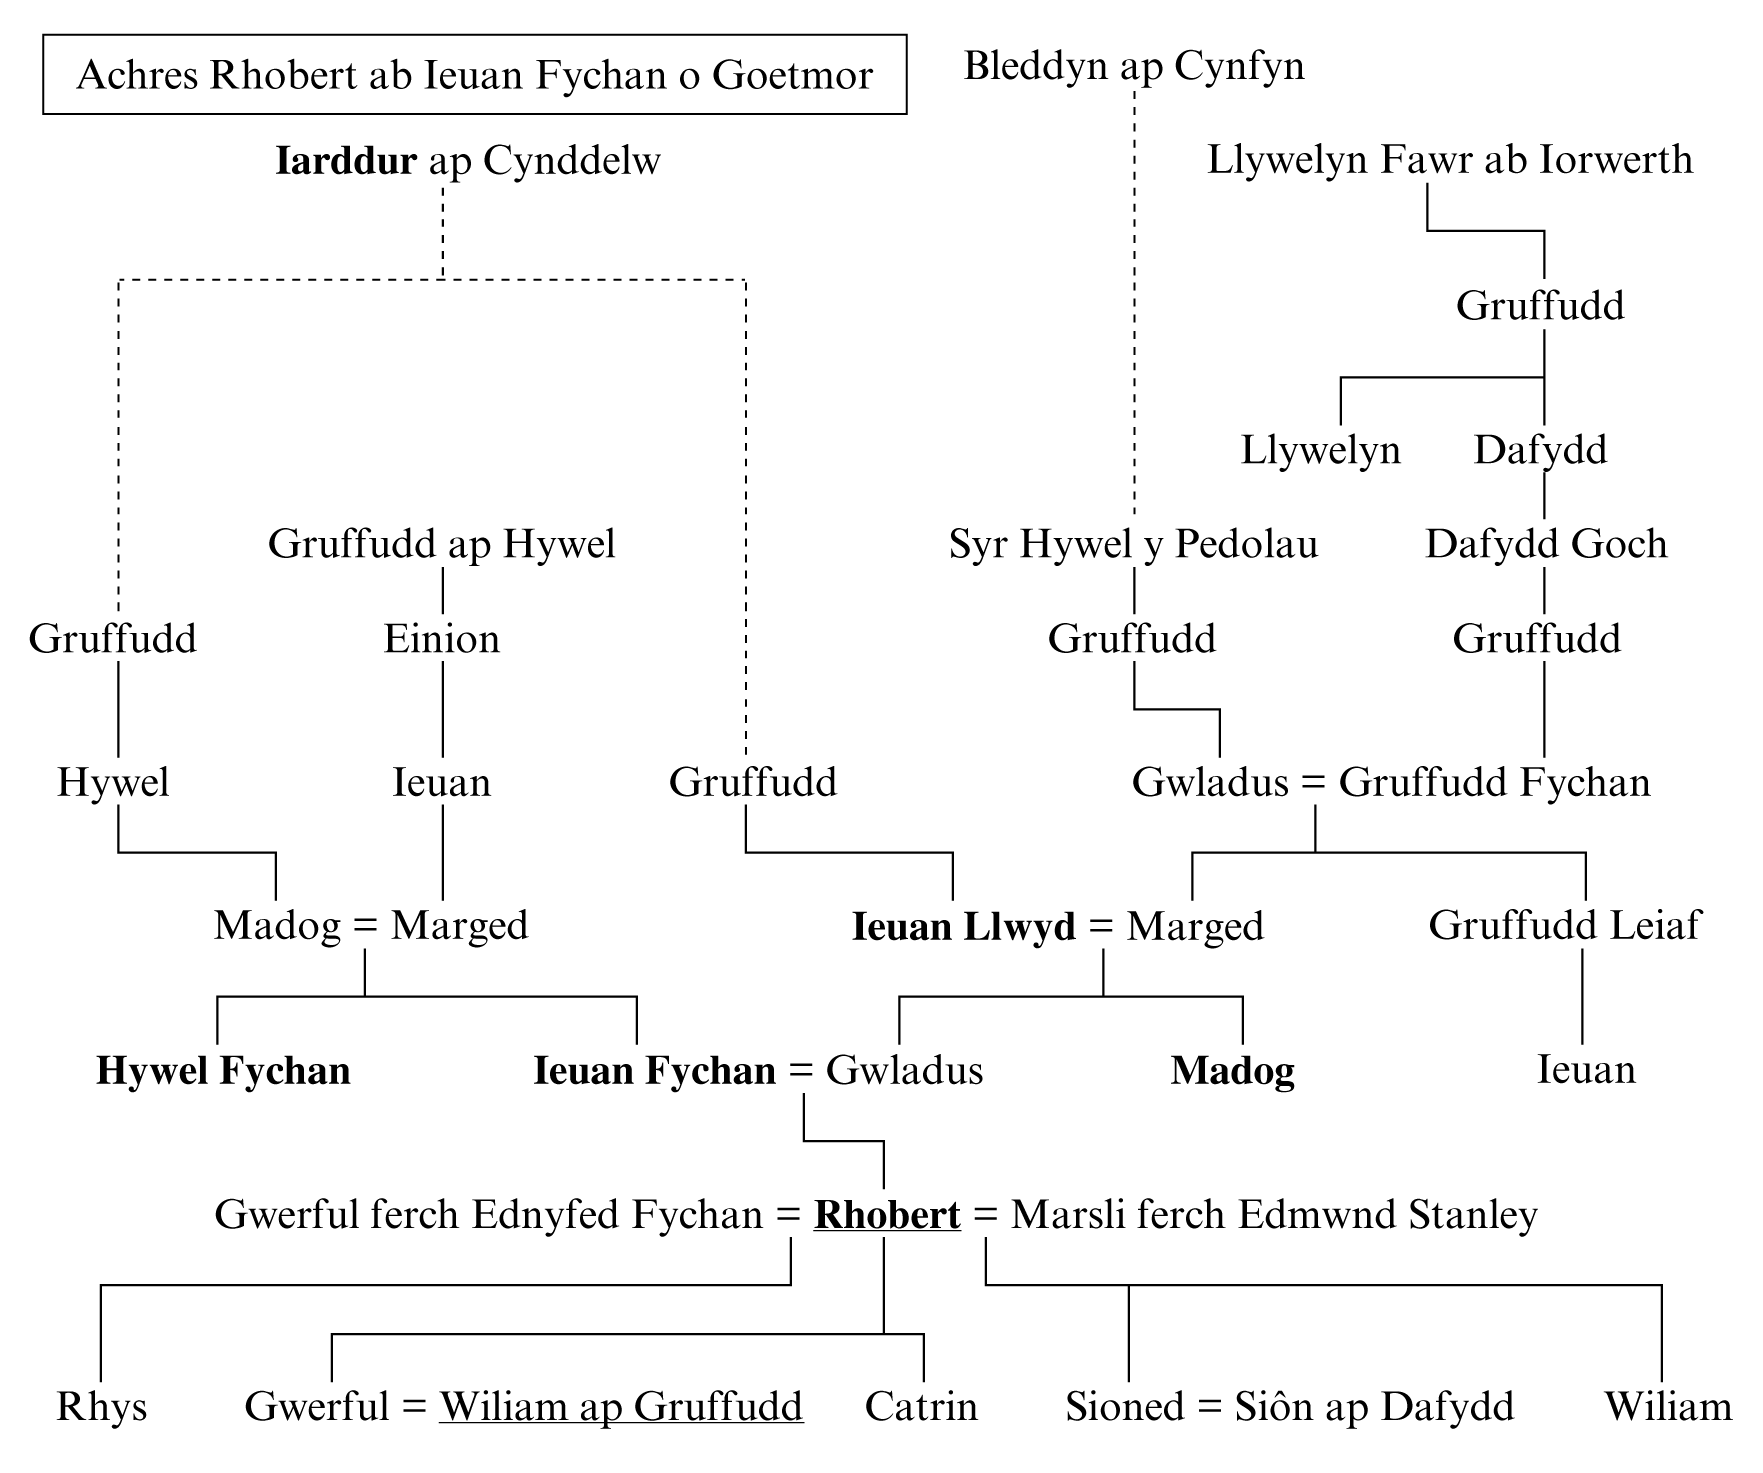 Achres Rhobert ab Ieuan Fychan o Goetmor
Bleddyn ap Cynfyn
Iarddur ap Cynddelw
Llywelyn Fawr ab Iorwerth
Gruffudd
Llywelyn
Dafydd
Gruffudd ap Hywel
Syr Hywel y Pedolau
Dafydd Goch
Gruffudd
Einion
Gruffudd
Gruffudd
Hywel
Ieuan
Gruffudd
Gwladus = Gruffudd Fychan
Madog = Marged
Ieuan Llwyd = Marged
Gruffudd Leiaf
Hywel Fychan
Ieuan Fychan = Gwladus
Madog
Ieuan
Gwerful ferch Ednyfed Fychan = Rhobert = Marsli ferch Edmwnd Stanley
Rhys
Gwerful = Wiliam ap Gruffudd
Catrin
Sioned = Siôn ap Dafydd
Wiliam